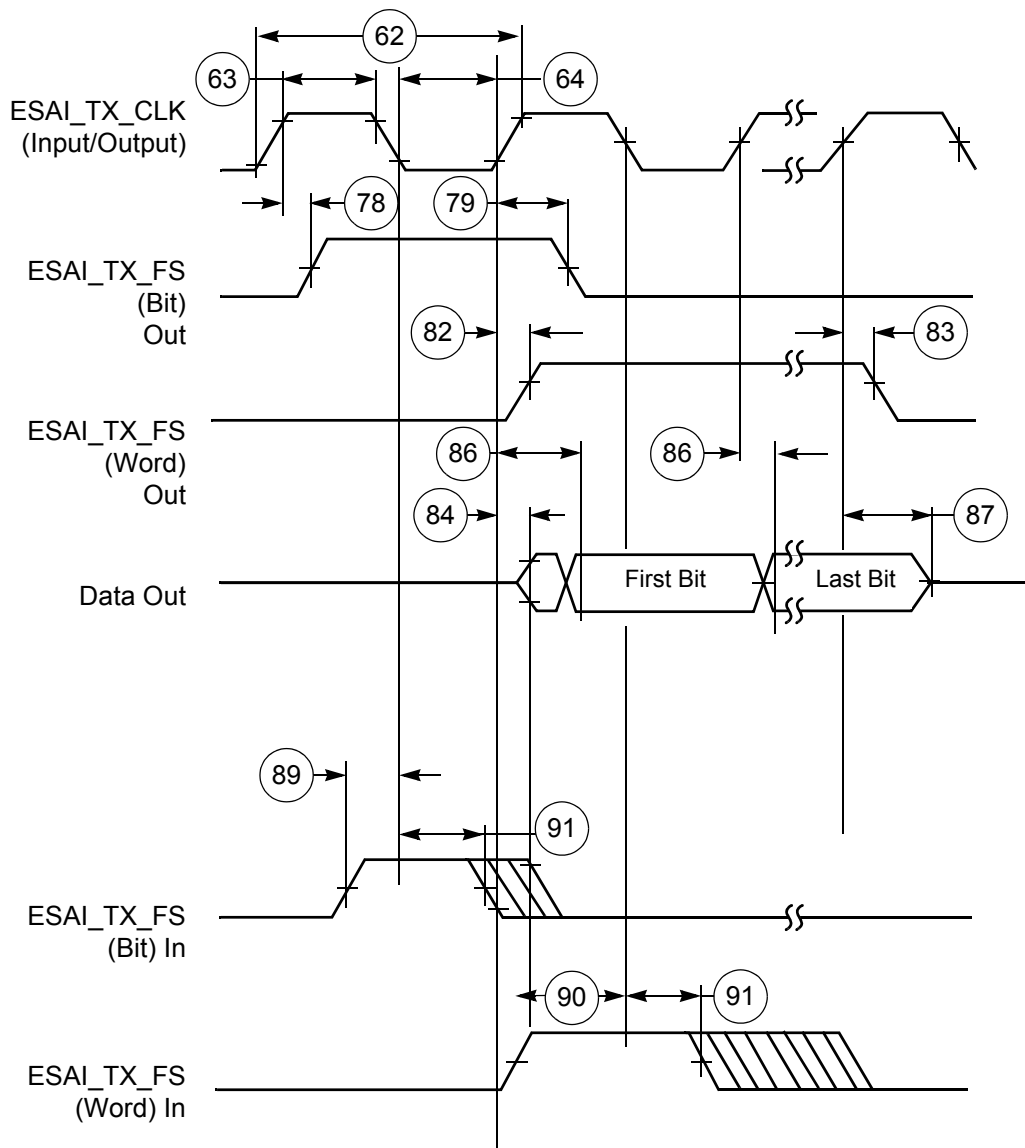 62
63
64
ESAI_TX_CLK
(Input/Output)
78
79
ESAI_TX_FS
(Bit)
Out
82
83
ESAI_TX_FS
(Word)
Out
86
86
84
87
Data Out
First Bit
Last Bit
89
91
ESAI_TX_FS
(Bit) In
90
91
ESAI_TX_FS
(Word) In